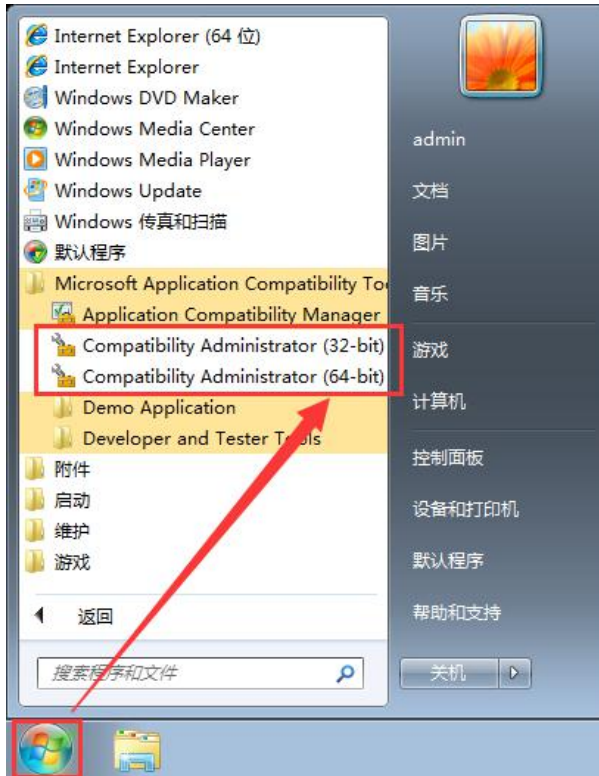 Internet Explorer (64 位)
Internet Explorer
Windows DVD Maker
Windows Media Center
Windows Media Player
Windows Update
Windows 传真和扫描
默认程序
Microsoft Application Compatibility Too
Application Compatibility Manager
Compatibility Administrator (32-bit)
Compatibility Administrator (64-bit)
Demo Application
Developer and Tester Tools
附件
启动
维护
游戏
返回
搜索程序和文件
admin
文档
图片
音乐
游戏
计算机
控制面板
设备和打印机
默认程序
帮助和支持
关机